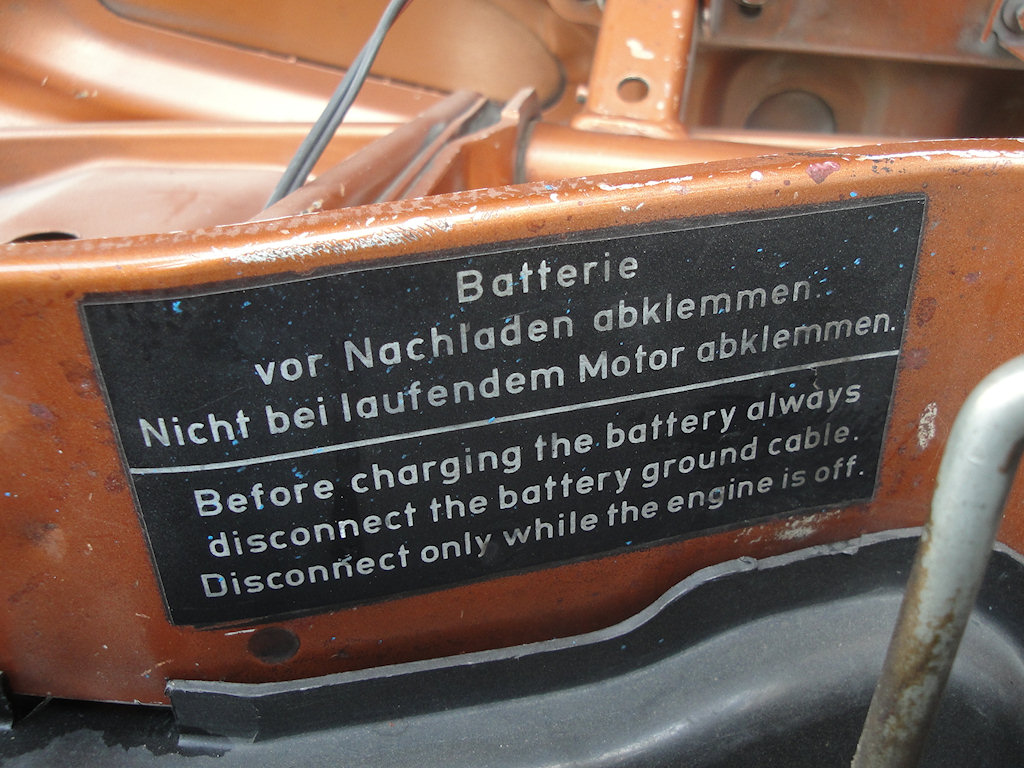 Batterie
vor Nachladen abklemmen.
Nicht bei laufendem Motor abklemmen.
Before charging the battery always
disconnect the battery ground cable.
Disconnect only while the engine is off.